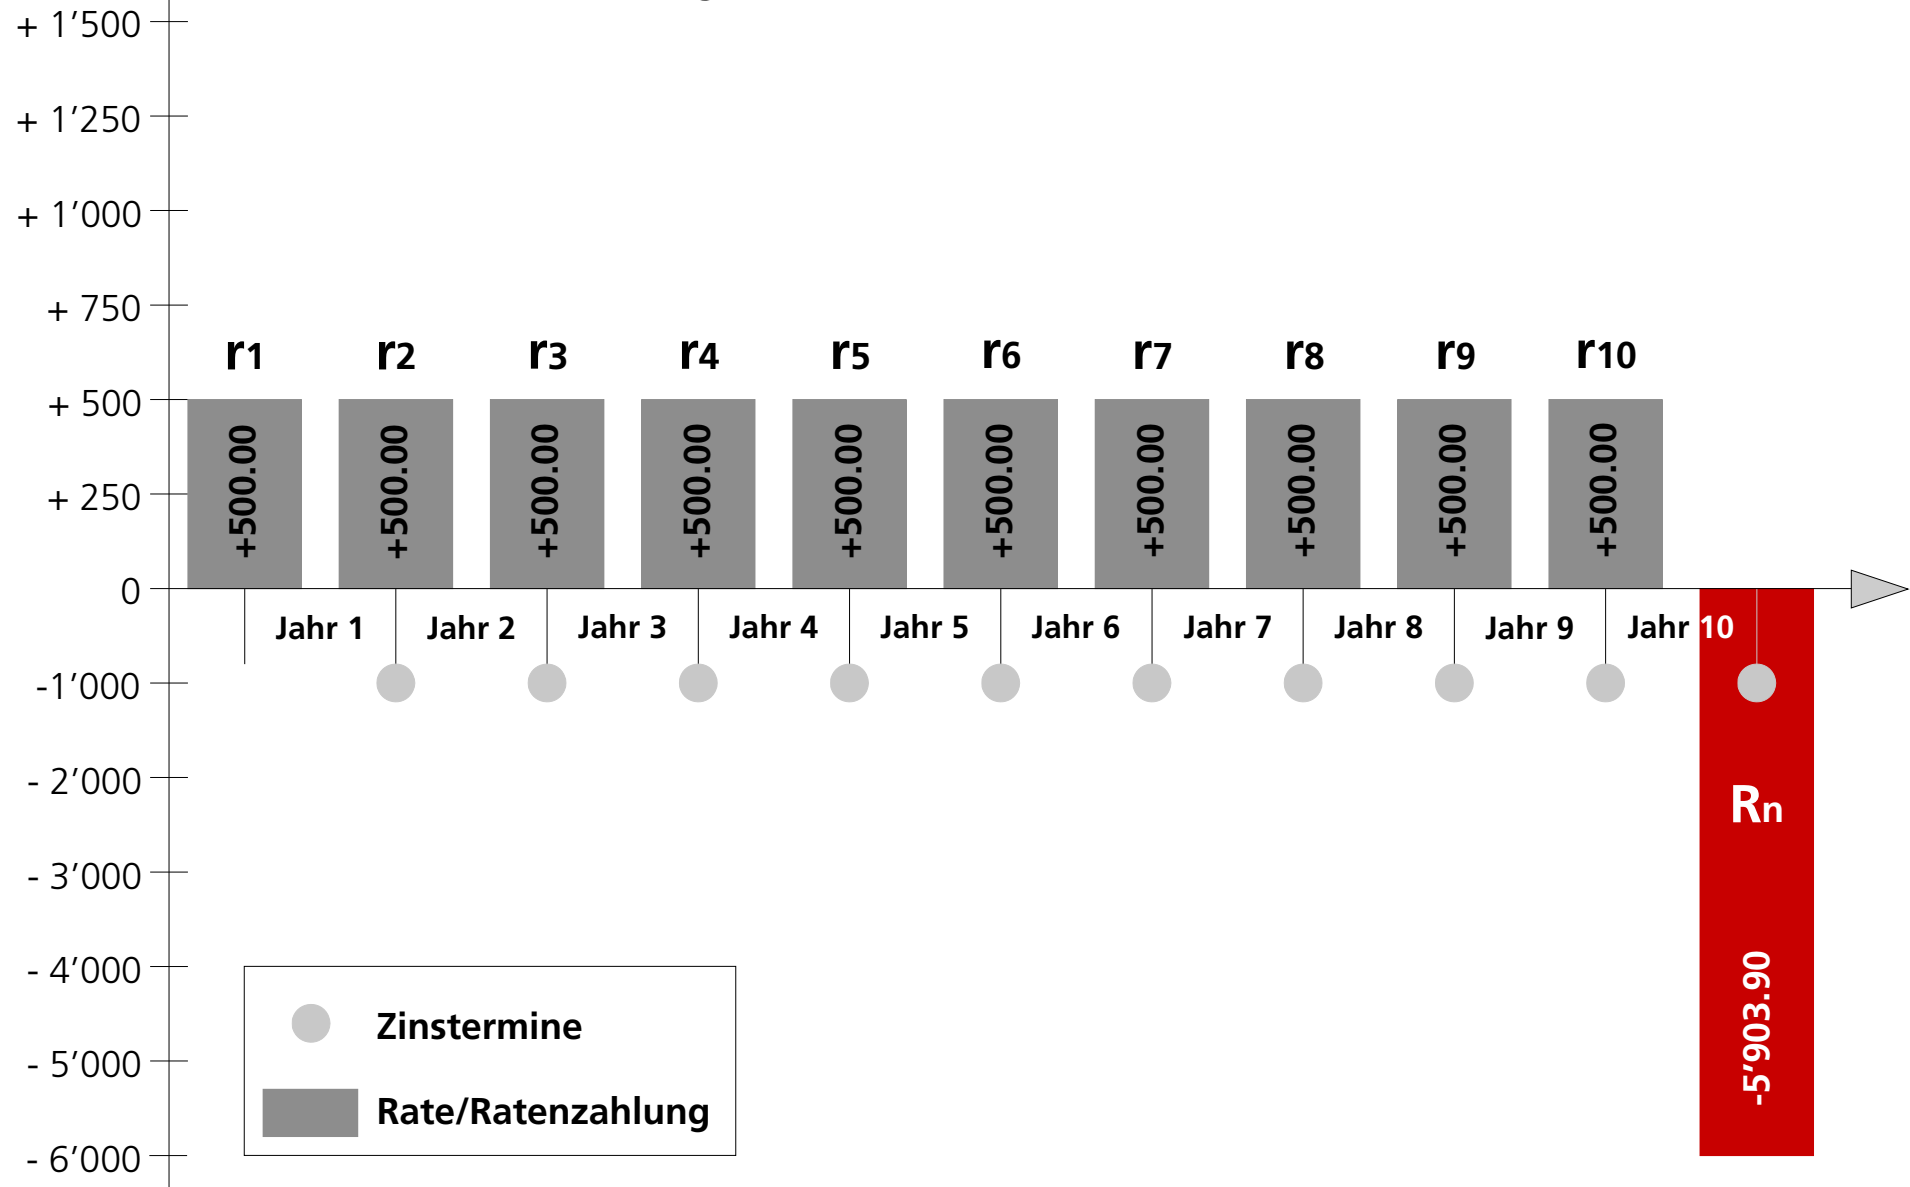 + 1’500
+ 1’250
+ 1’000
+ 750
+ 500
+ 250
0
-1’000
- 2’000
- 3’000
- 4’000
- 5’000
- 6’000
r1 r2 r3 r4 r5 r6 r7 r8 r9 r10
+500.00 +500.00 +500.00 +500.00 +500.00 +500.00 +500.00 +500.00 +500.00 +500.00
Jahr 1 Jahr 2 Jahr 3 Jahr 4 Jahr 5 Jahr 6 Jahr 7 Jahr 8 Jahr 9 Jahr 10
Rn
-5’903.90
Zinstermine
Rate/Ratenzahlung